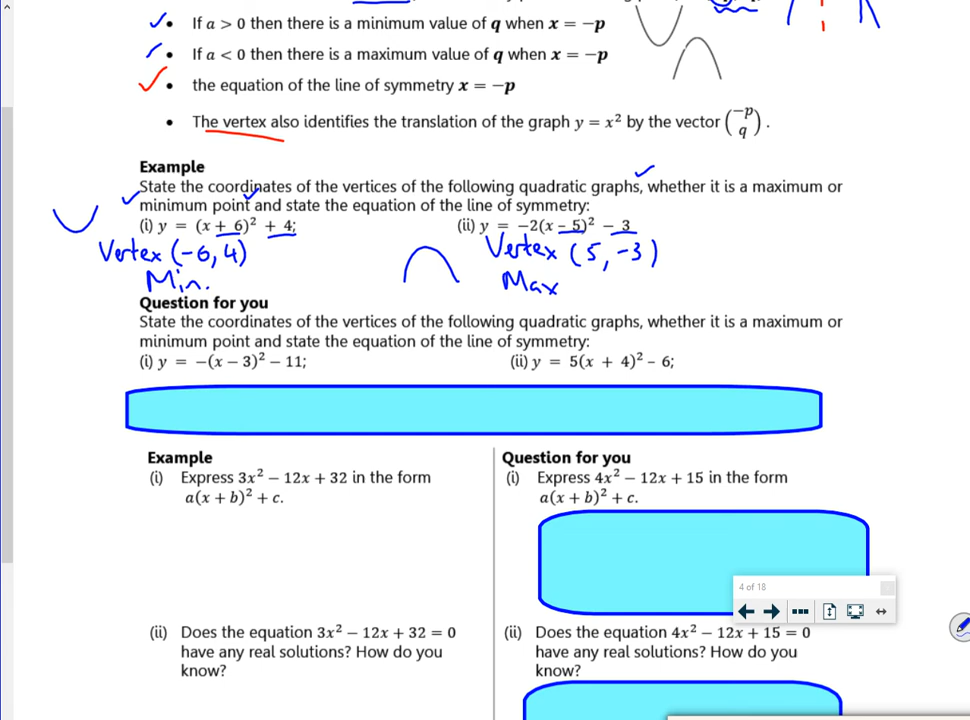 • If a > 0 then there is a minimum value of q when x = −p
• If a < 0 then there is a maximum value of q when x = −p
• the equation of the line of symmetry x = −p
• The vertex also identifies the translation of the graph y = x² by the vector (−p q) .
Example
State the coordinates of the vertices of the following quadratic graphs, whether it is a maximum or
minimum point and state the equation of the line of symmetry:
(i) y = (x + 6)² + 4; (ii) y = −2(x − 5)² − 3
Vertex (-6, 4) Vertex (5, -3)
Min. Max
Question for you
State the coordinates of the vertices of the following quadratic graphs, whether it is a maximum or
minimum point and state the equation of the line of symmetry:
(i) y = −(x − 3)² − 11; (ii) y = 5(x + 4)² − 6;
Example
(i) Express 3x² − 12x + 32 in the form
a(x + b)² + c.
(ii) Does the equation 3x² − 12x + 32 = 0
have any real solutions? How do you
know?
Question for you
(i) Express 4x² − 12x + 15 in the form
a(x + b)² + c.
4 of 18
(ii) Does the equation 4x² − 12x + 15 = 0
have any real solutions? How do you
know?